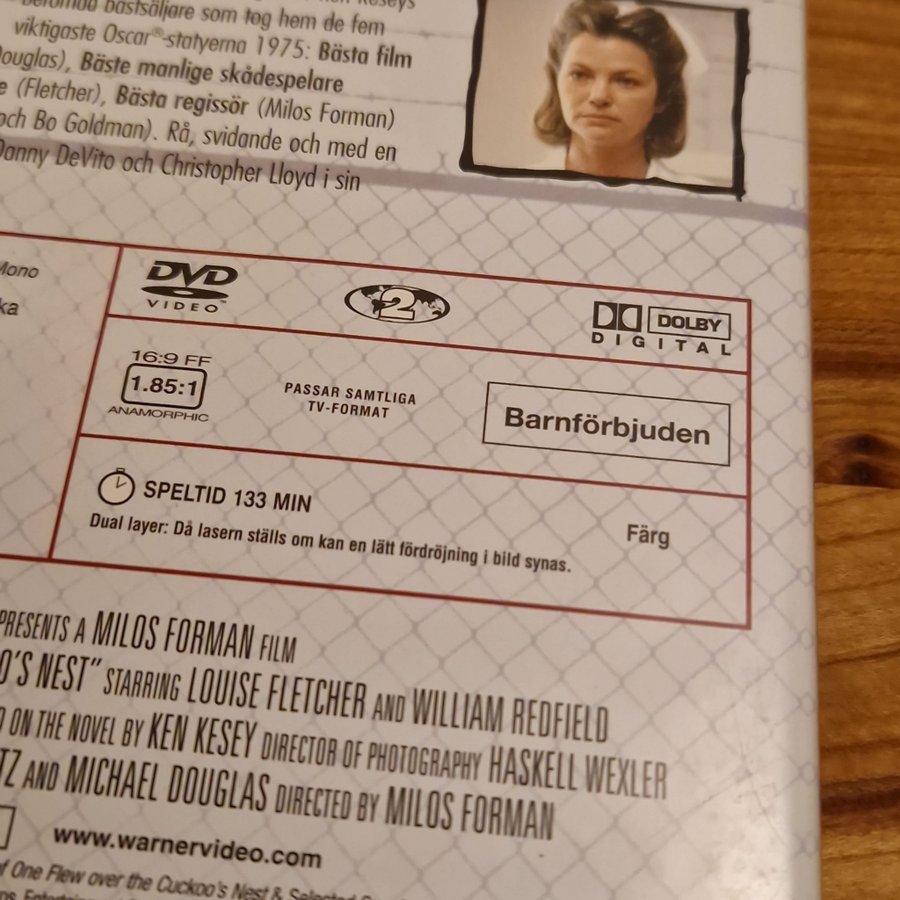 bästsäljare som tog hem de fem
viktigaste Oscar®-statyerna 1975: Bästa film
Douglas), Bäste manlige skådespelare
e (Fletcher), Bästa regissör (Milos Forman)
och Bo Goldman). Rå, svidande och med en
Danny DeVito och Christopher Lloyd i sin
Mono
ka
DVD
VIDEO™
2
DOLBY
DIGITAL
16:9 FF
1.85:1
ANAMORPHIC
PASSAR SAMTLIGA
TV-FORMAT
Barnförbjuden
SPELTID 133 MIN
Färg
Dual layer: Då lasern ställs om kan en lätt fördröjning i bild synas.
PRESENTS A MILOS FORMAN FILM
O'S NEST" STARRING LOUISE FLETCHER AND WILLIAM REDFIELD
D ON THE NOVEL BY KEN KESEY DIRECTOR OF PHOTOGRAPHY HASKELL WEXLER
TZ AND MICHAEL DOUGLAS DIRECTED BY MILOS FORMAN
www.warnervideo.com
of One Flew over the Cuckoo's Nest & Selected